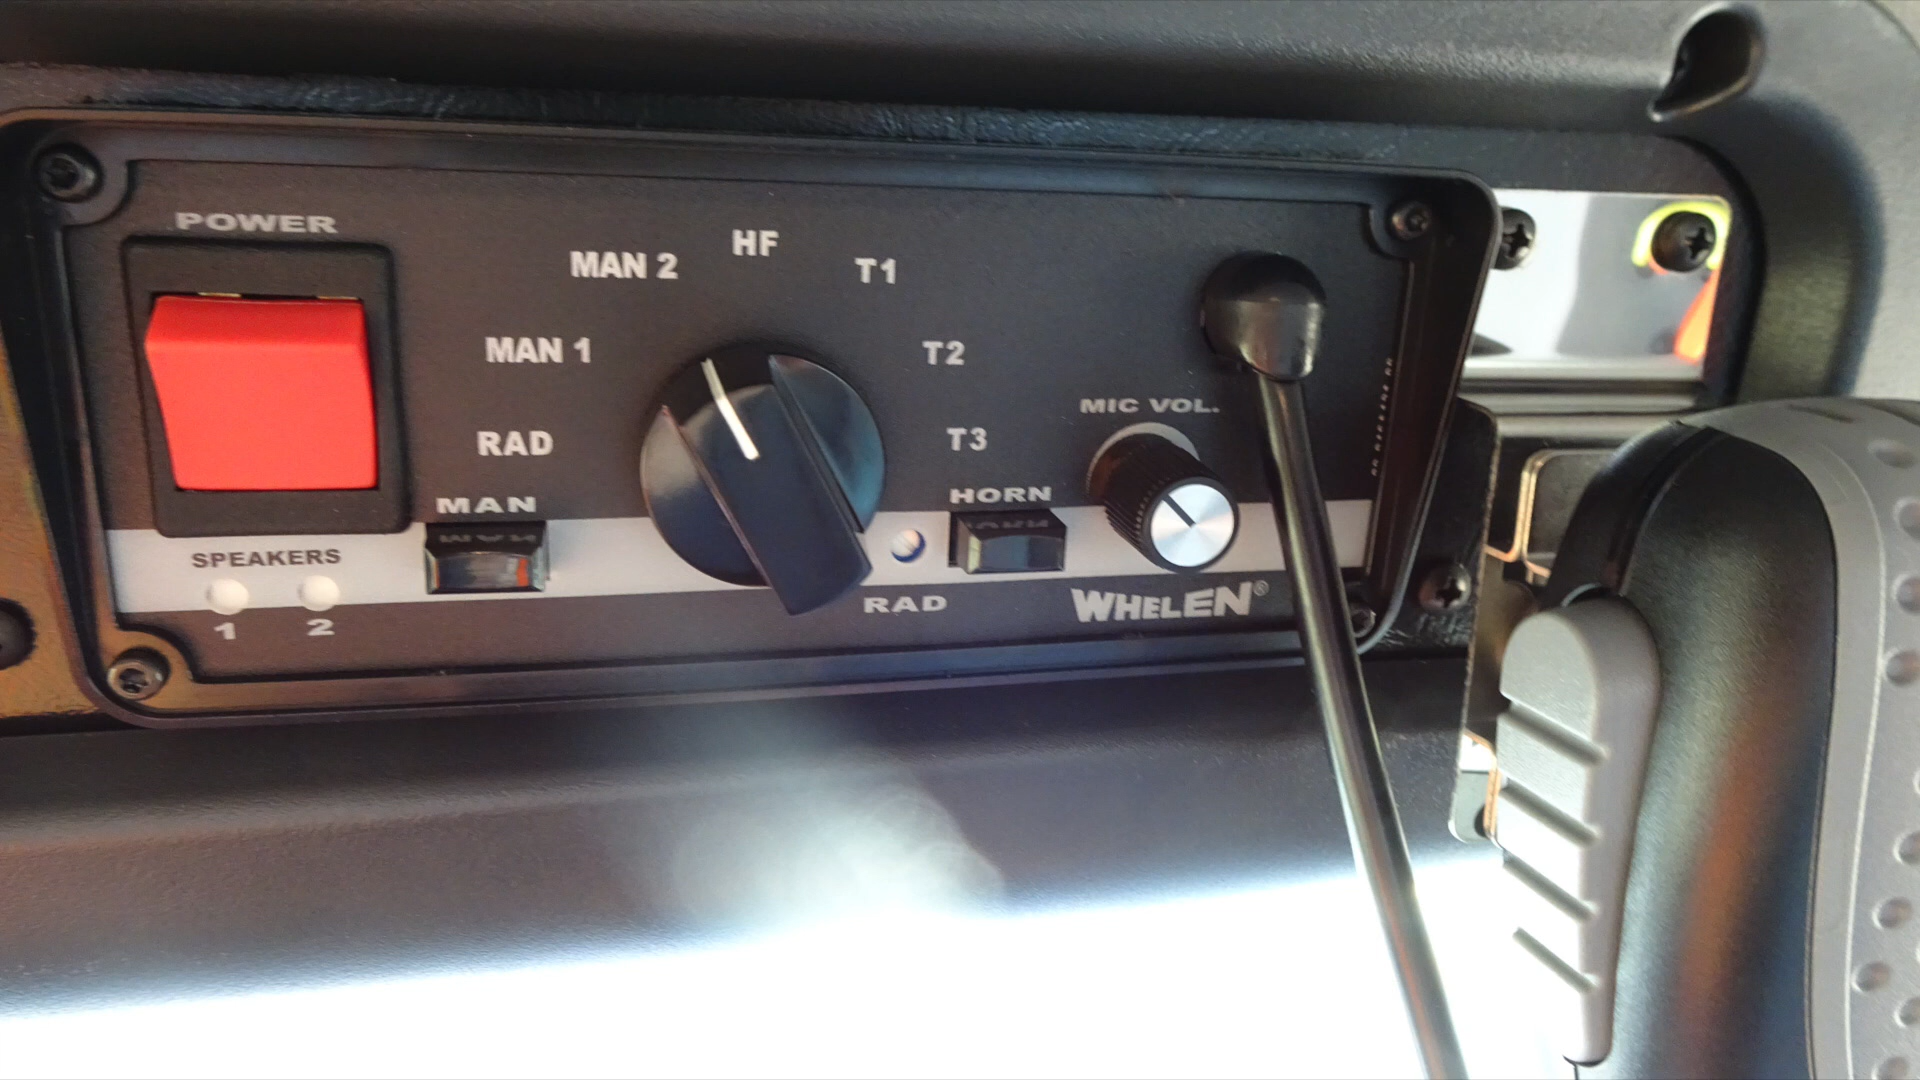 POWER
HF
MAN 2
T1
MAN 1
T2
RAD
T3
MIC VOL.
MAN
HORN
SPEAKERS
1
2
RAD
WHELEN®